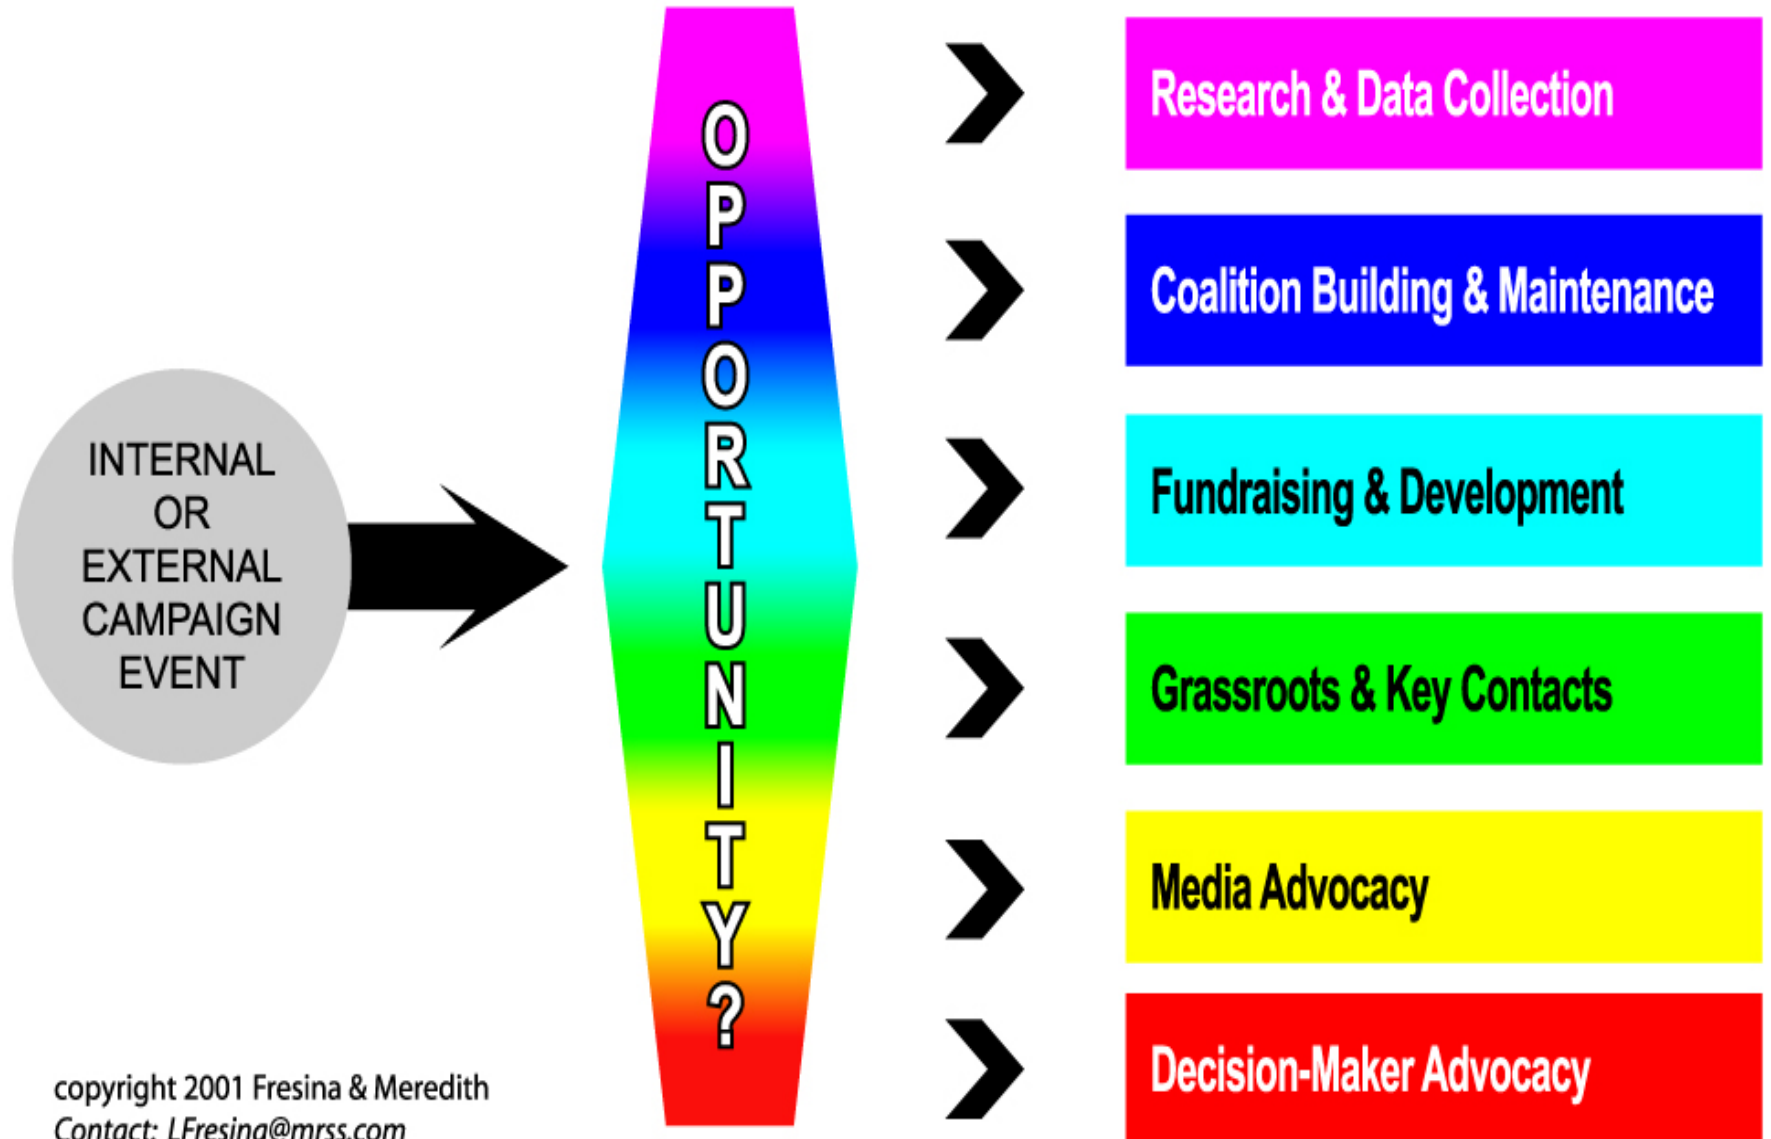 INTERNAL
OR
EXTERNAL
CAMPAIGN
EVENT
OPPORTUNITY?
Research & Data Collection
Coalition Building & Maintenance
Fundraising & Development
Grassroots & Key Contacts
Media Advocacy
Decision-Maker Advocacy
copyright 2001 Fresina & Meredith
Contact: LFresina@mrss.com